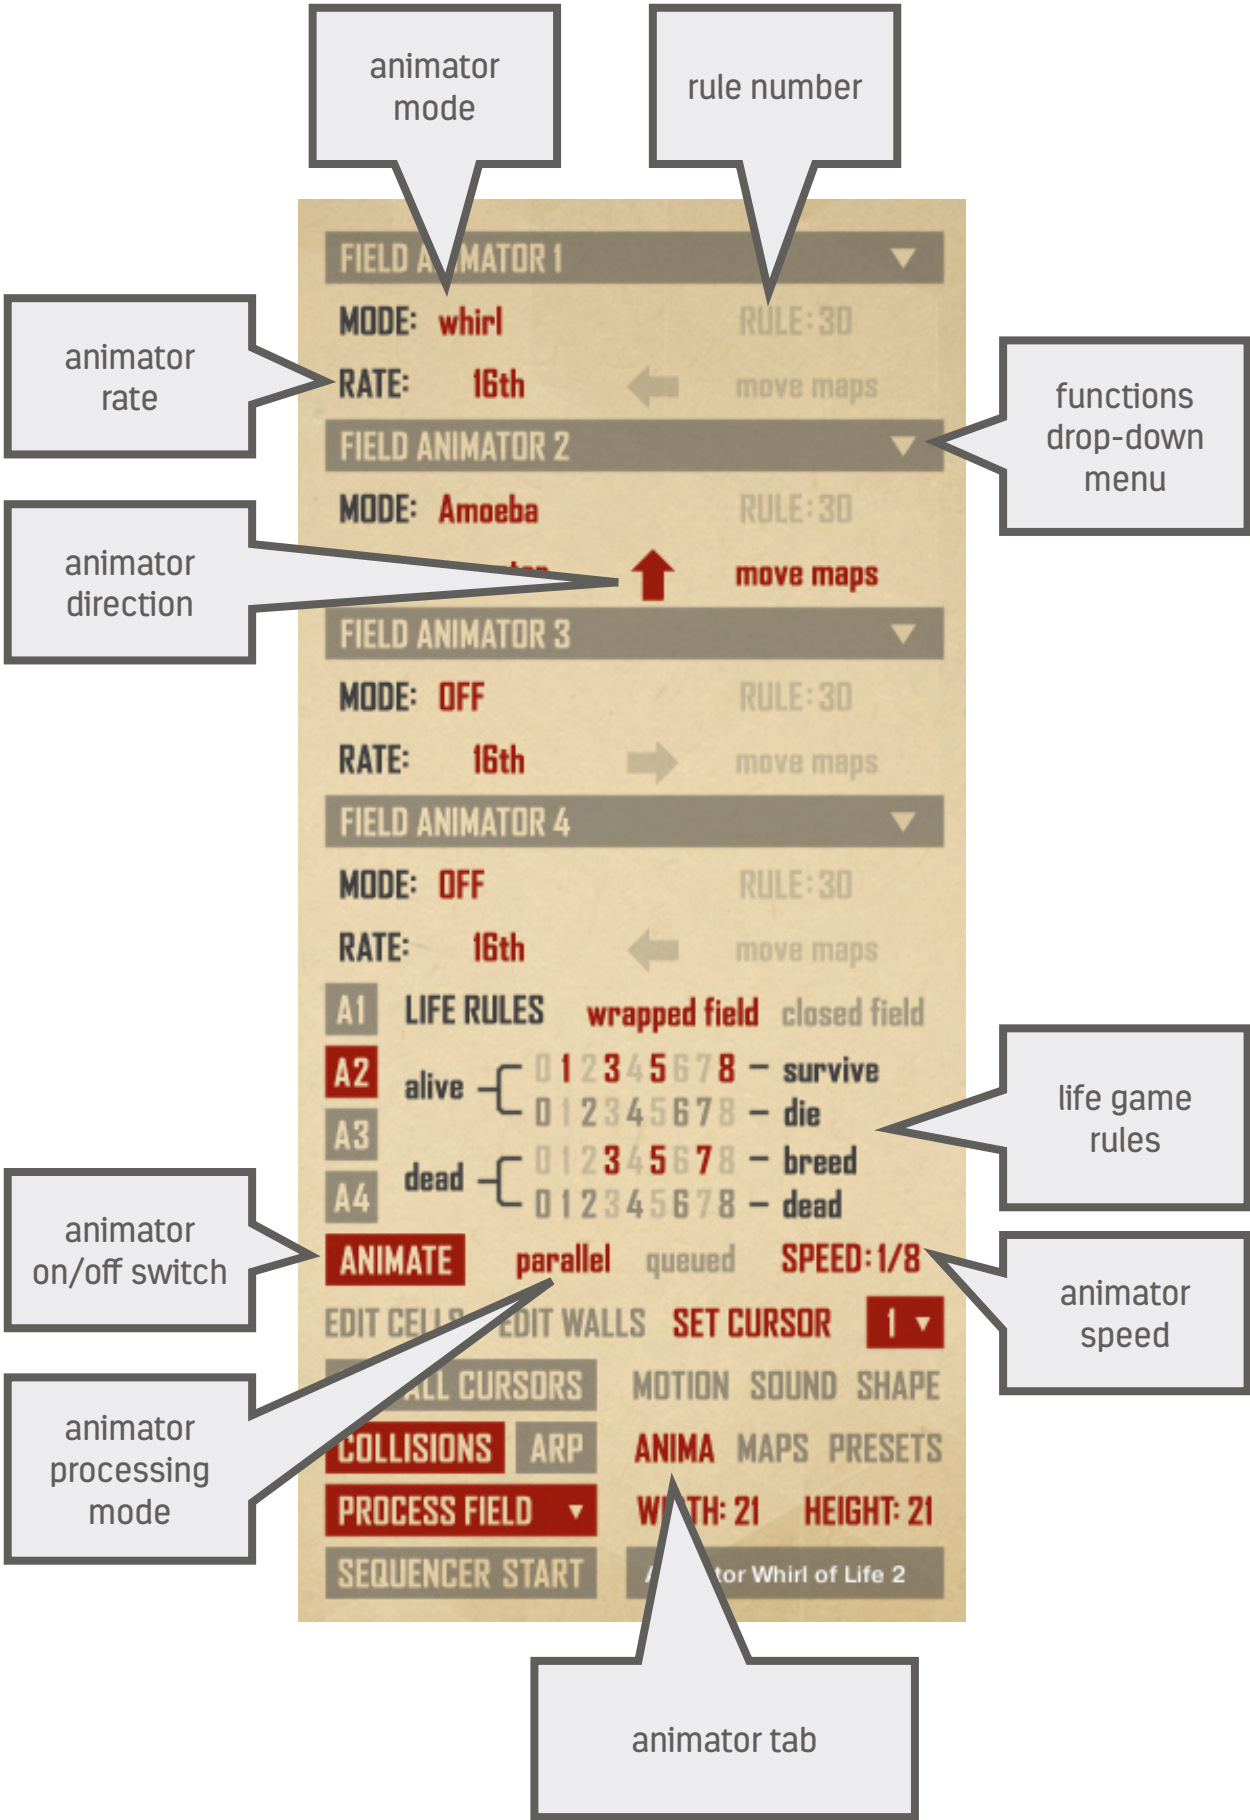 animator
mode
rule number
FIELD ANIMATOR 1
MODE: whirl RULE: 30
animator
rate
RATE: 16th move maps
functions
drop-down
menu
FIELD ANIMATOR 2
MODE: Amoeba RULE: 30
animator
direction
move maps
FIELD ANIMATOR 3
MODE: OFF RULE: 30
RATE: 16th move maps
FIELD ANIMATOR 4
MODE: OFF RULE: 30
RATE: 16th move maps
A1 LIFE RULES wrapped field closed field
A2 alive 0 1 2 3 4 5 6 7 8 – survive
0 1 2 3 4 5 6 7 8 – die
life game
rules
A3 dead 0 1 2 3 4 5 6 7 8 – breed
A4 0 1 2 3 4 5 6 7 8 – dead
animator
on/off switch
ANIMATE parallel queued SPEED: 1/8
animator
speed
EDIT CELLS EDIT WALLS SET CURSOR 1
ALL CURSORS MOTION SOUND SHAPE
animator
processing
mode
COLLISIONS ARP ANIMA MAPS PRESETS
PROCESS FIELD WIDTH: 21 HEIGHT: 21
SEQUENCER START Whirl of Life 2
animator tab